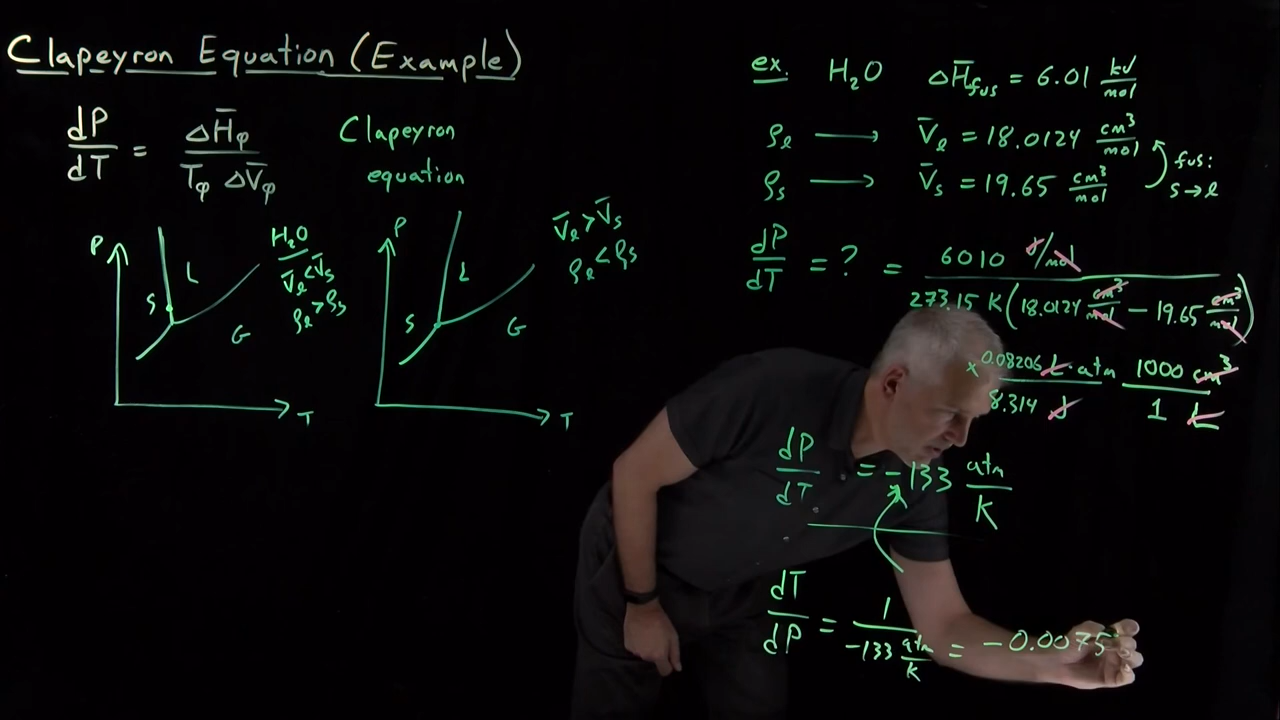 Clapeyron Equation (Example)
dP/dT = ΔH̄φ / Tφ ΔV̄φ
Clapeyron
equation
P
S
L
G
T
H₂O
V̄ℓ < V̄s
ρℓ > ρs
P
S
L
G
T
V̄ℓ > V̄s
ρℓ < ρs
ex. H₂O ΔH̄fus = 6.01 kJ/mol
ρℓ → V̄ℓ = 18.0124 cm³/mol
ρs → V̄s = 19.65 cm³/mol
fus:
s→ℓ
dP/dT = ? = 6010 J/mol / 273.15 K (18.0124 cm³/mol − 19.65 cm³/mol)
× 0.08206 L·atm / 8.314 J 1000 cm³ / 1 L
dP/dT = −133 atm/K
dT/dP = 1 / −133 atm/K = −0.0075